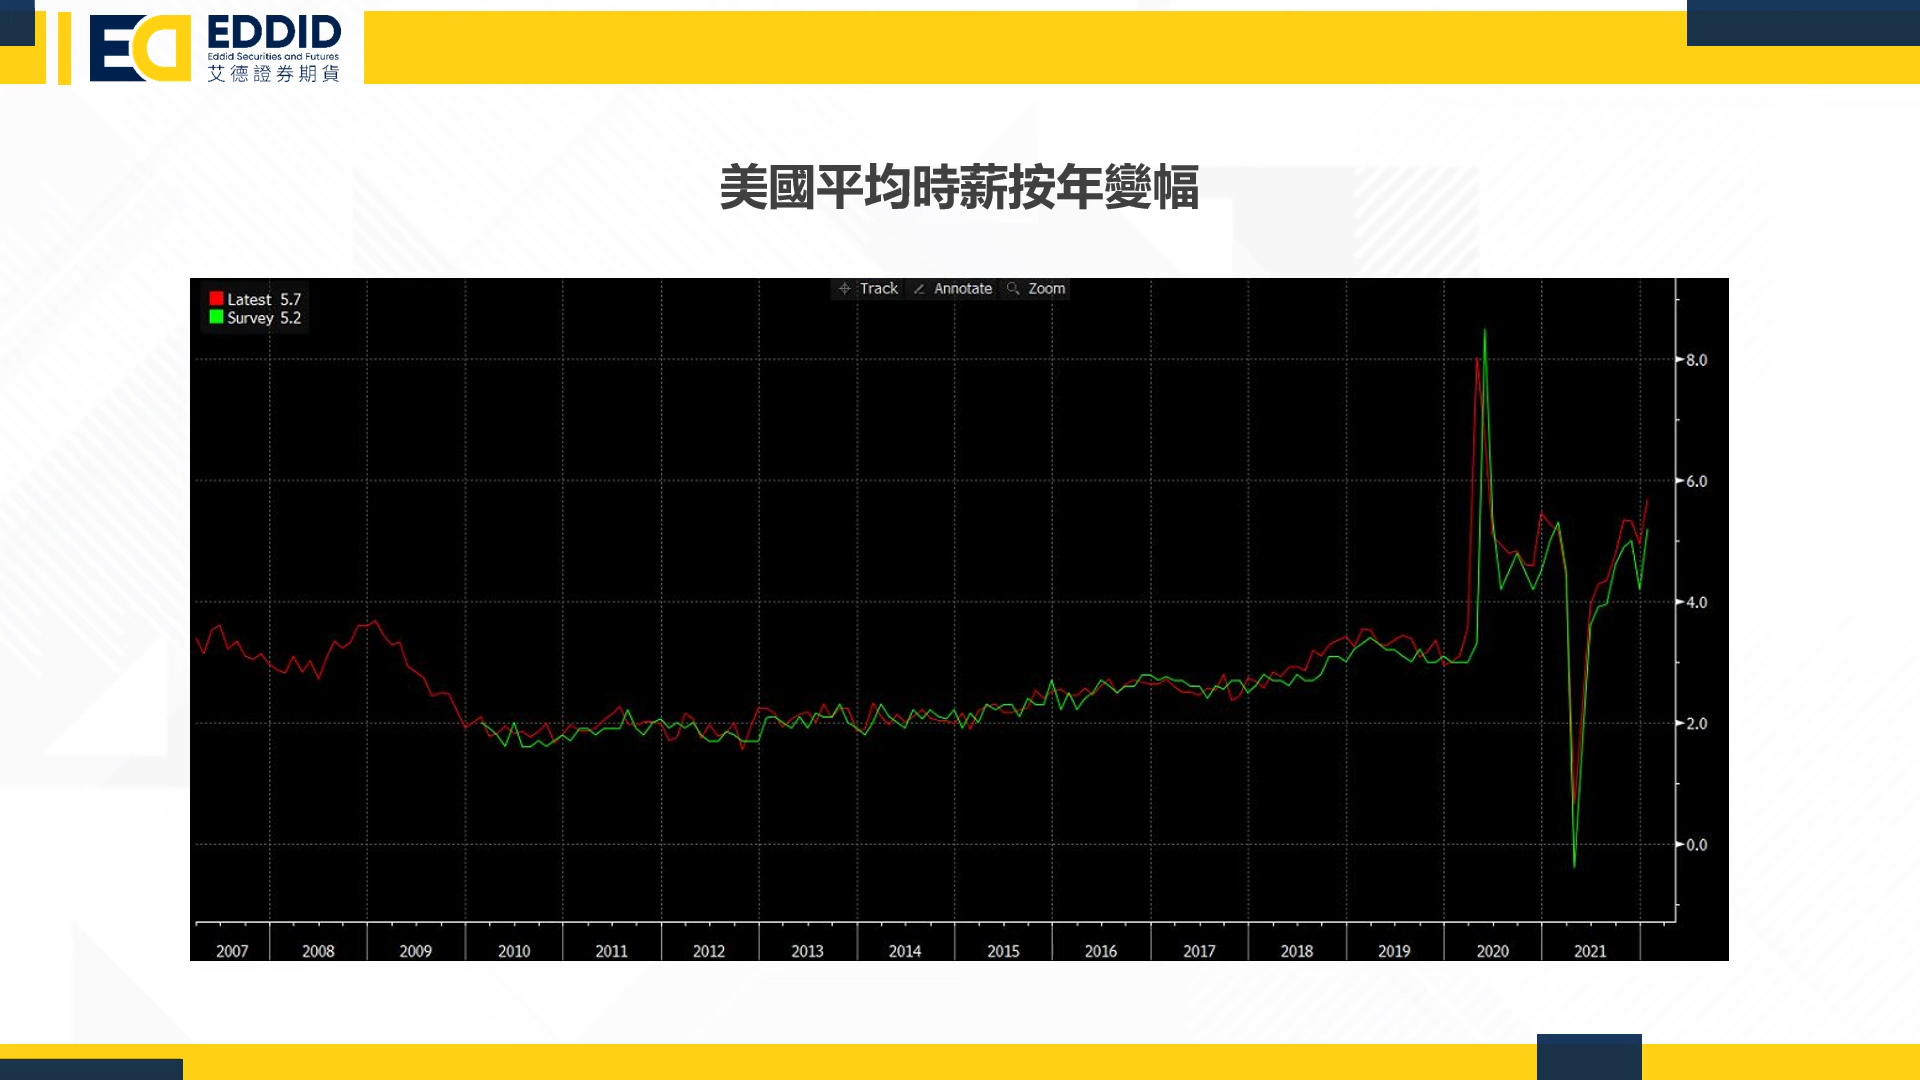 EDDID
Eddid Securities and Futures
艾德證券期貨
美國平均時薪按年變幅
Track Annotate Zoom
Latest 5.7
Survey 5.2
8.0
6.0
4.0
2.0
0.0
2007 2008 2009 2010 2011 2012 2013 2014 2015 2016 2017 2018 2019 2020 2021